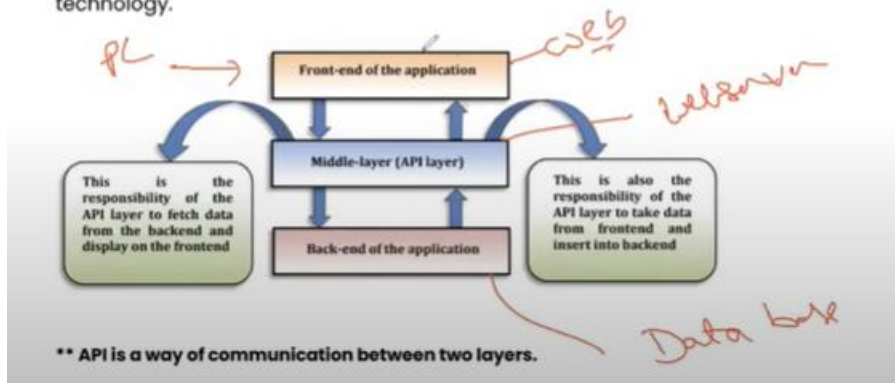 technology.
PL
web
Front-end of the application
Middle-layer (API layer)
This is the
responsibility of the
API layer to fetch data
from the backend and
display on the frontend
This is also the
responsibility of the
API layer to take data
from frontend and
insert into backend
Back-end of the application
Data base
** API is a way of communication between two layers.